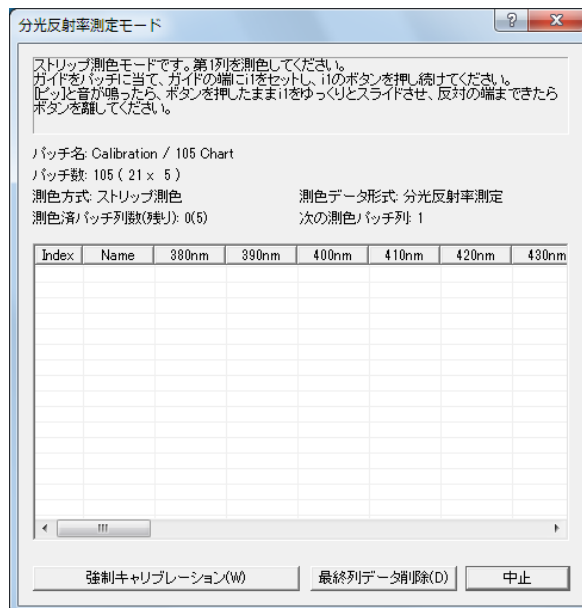 分光反射率測定モード
ストリップ測色モードです。第1列を測色してください。
ガイドをパッチに当て、ガイドの端にi1をセットし、i1のボタンを押し続けてください。
[ピッ]と音が鳴ったら、ボタンを押したままi1をゆっくりとスライドさせ、反対の端まできたら
ボタンを離してください。
パッチ名: Calibration / 105 Chart
パッチ数: 105 ( 21 x 5 )
測色方式: ストリップ測色 測色データ形式: 分光反射率測定
測色済パッチ列数(残り): 0(5) 次の測色パッチ列: 1
Index Name 380nm 390nm 400nm 410nm 420nm 430nm
強制キャリブレーション(W) 最終列データ削除(D) 中止